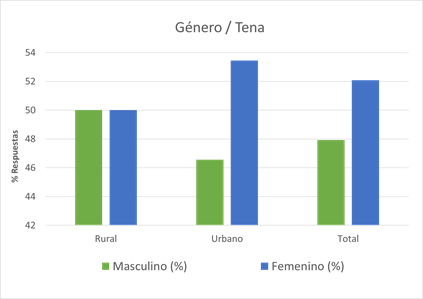 Género / Tena
54
52
50
48
46
44
42
% Respuestas
Rural Urbano Total
Masculino (%) Femenino (%)